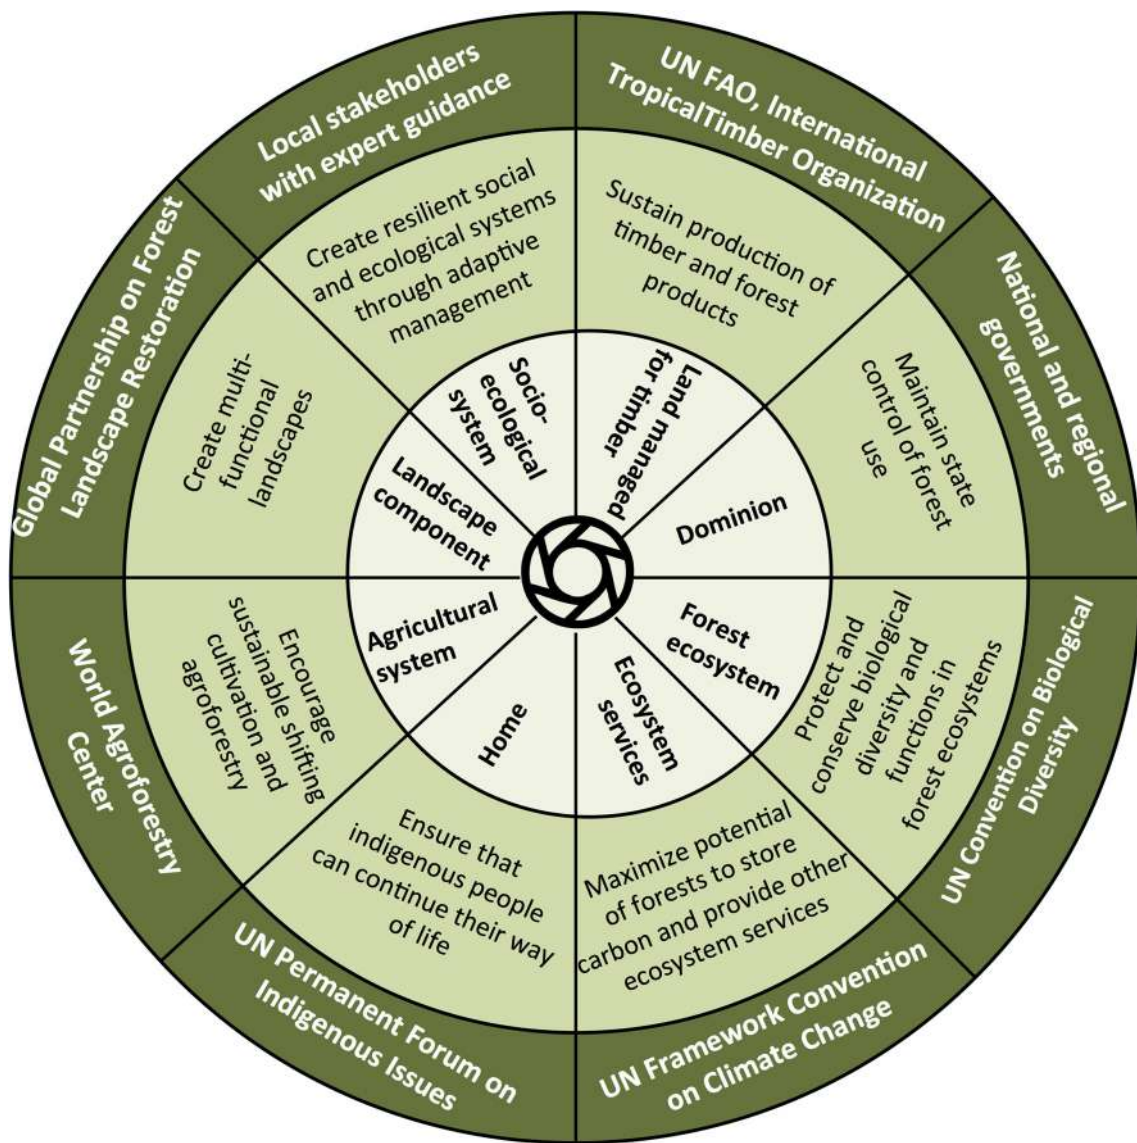 Local stakeholders
with expert guidance
UN FAO, International
TropicalTimber Organization
National and regional
governments
UN Convention on Biological
Diversity
UN Framework Convention
on Climate Change
UN Permanent Forum on
Indigenous Issues
World Agroforestry
Center
Global Partnership on Forest
Landscape Restoration
Create resilient social
and ecological systems
through adaptive
management
Sustain production of
timber and forest
products
Maintain state
control of forest
use
Protect and
conserve biological
diversity and
functions in
forest ecosystems
Maximize potential
of forests to store
carbon and provide other
ecosystem services
Ensure that
indigenous people
can continue their way
of life
Encourage
sustainable shifting
cultivation and
agroforestry
Create multi-
functional
landscapes
Socio-
ecological
system
Land managed
for timber
Dominion
Forest
ecosystem
Ecosystem
services
Home
Agricultural
system
Landscape
component